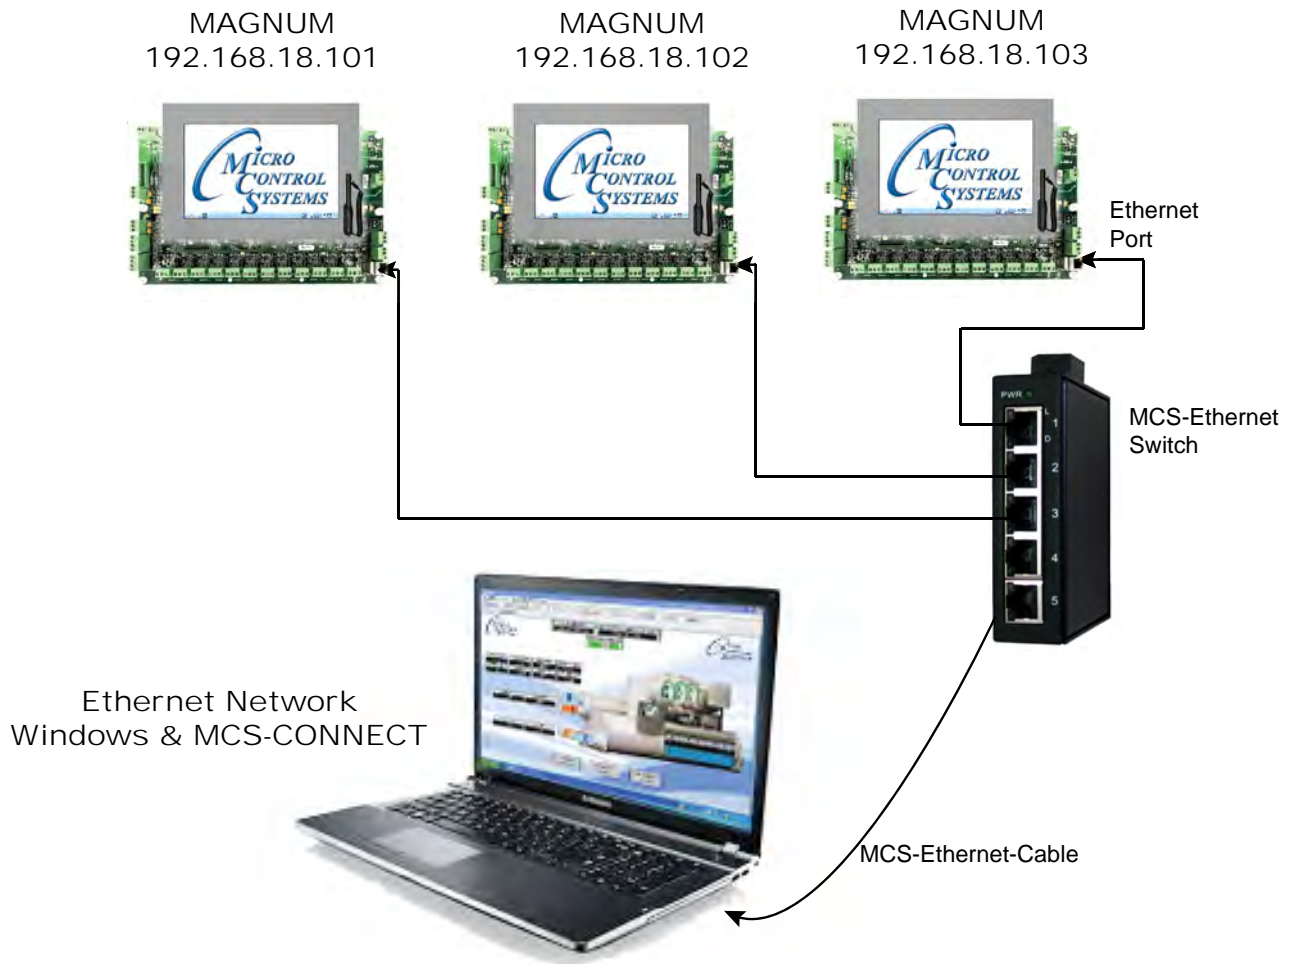 MAGNUM
192.168.18.101
MAGNUM
192.168.18.102
MAGNUM
192.168.18.103
MICRO
CONTROL
SYSTEMS
MICRO
CONTROL
SYSTEMS
MICRO
CONTROL
SYSTEMS
Ethernet
Port
PWR
L
1
D
2
3
4
5
MCS-Ethernet
Switch
Ethernet Network
Windows & MCS-CONNECT
MCS-Ethernet-Cable